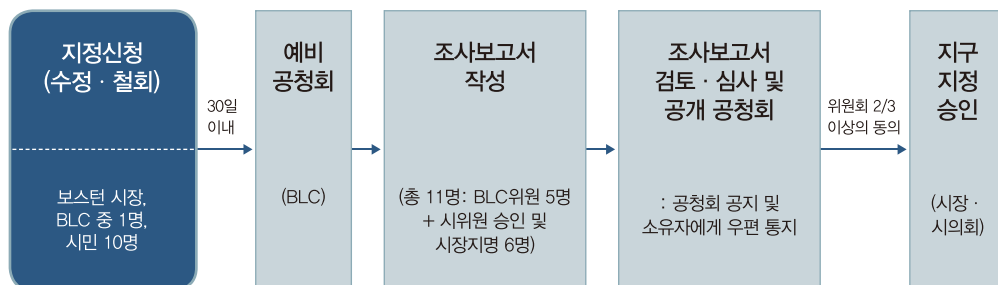 지정신청
(수정 · 철회)
보스턴 시장,
BLC 중 1명,
시민 10명
30일
이내
예비
공청회
(BLC)
조사보고서
작성
(총 11명: BLC위원 5명
+ 시위원 승인 및
시장지명 6명)
조사보고서
검토 · 심사 및
공개 공청회
: 공청회 공지 및
소유자에게 우편 통지
위원회 2/3
이상의 동의
지구
지정
승인
(시장 ·
시의회)